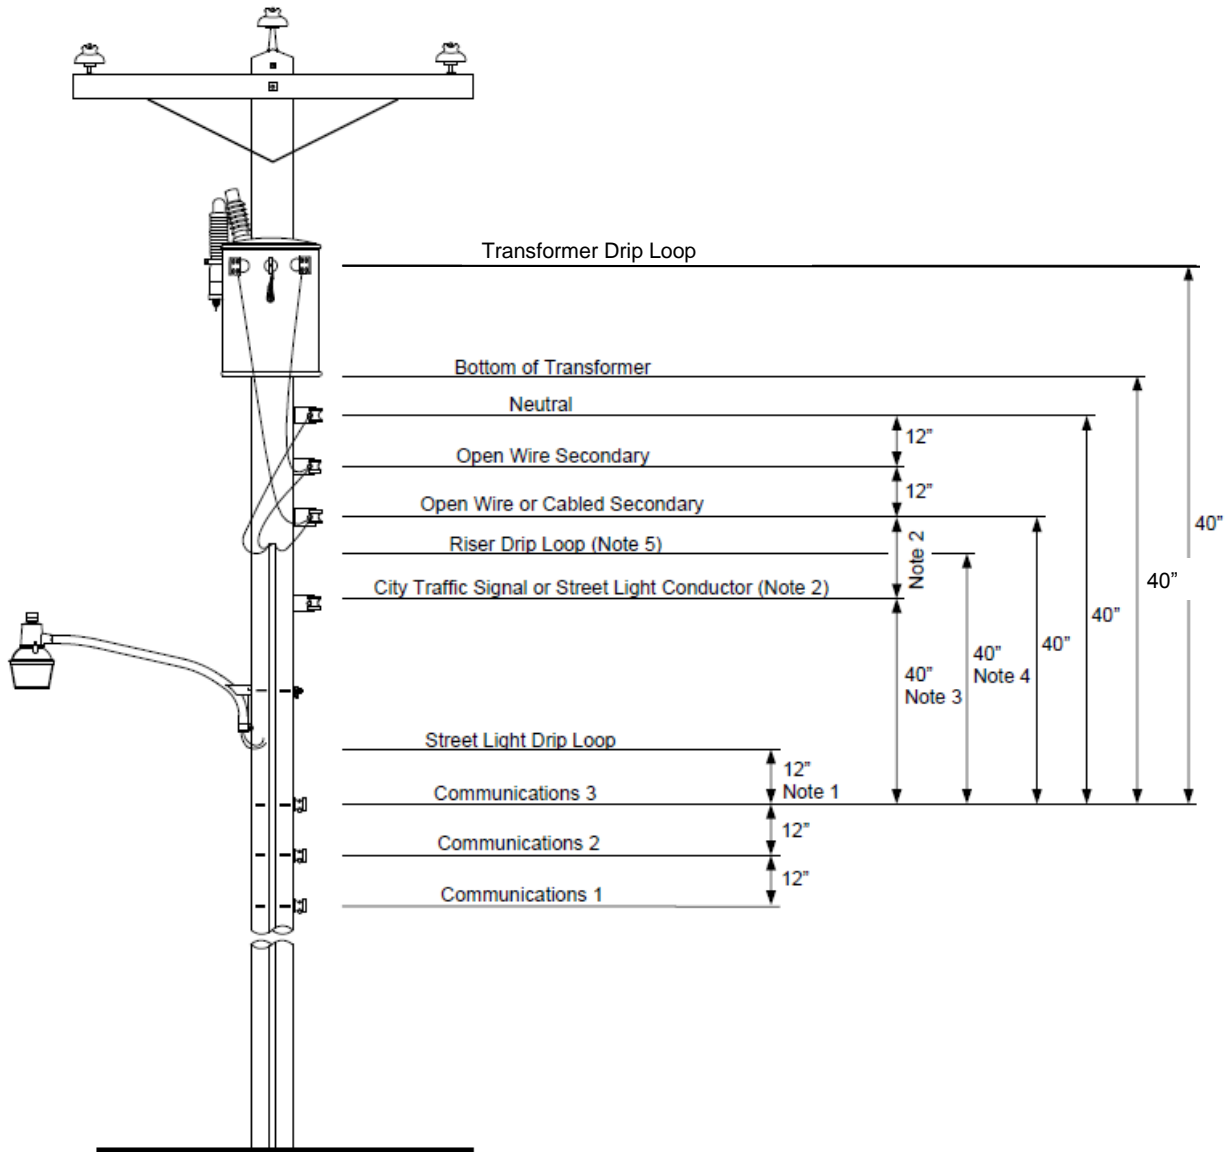 Transformer Drip Loop
Bottom of Transformer
Neutral
12”
Open Wire Secondary
12”
Open Wire or Cabled Secondary
40”
Riser Drip Loop (Note 5)
Note 2
City Traffic Signal or Street Light Conductor (Note 2)
40”
40”
40”
40”
Note 4
40”
Note 3
Street Light Drip Loop
12”
Note 1
Communications 3
12”
Communications 2
12”
Communications 1